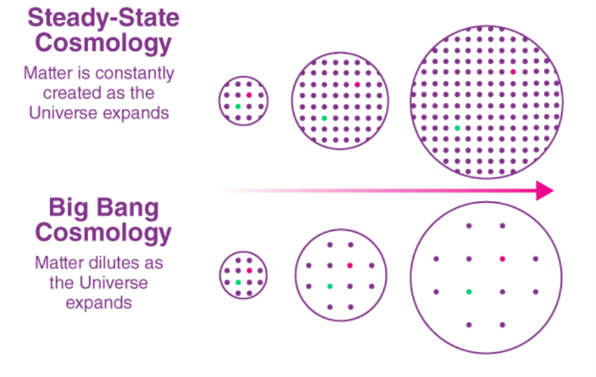 Steady-State
Cosmology
Matter is constantly
created as the
Universe expands
Big Bang
Cosmology
Matter dilutes as
the Universe
expands